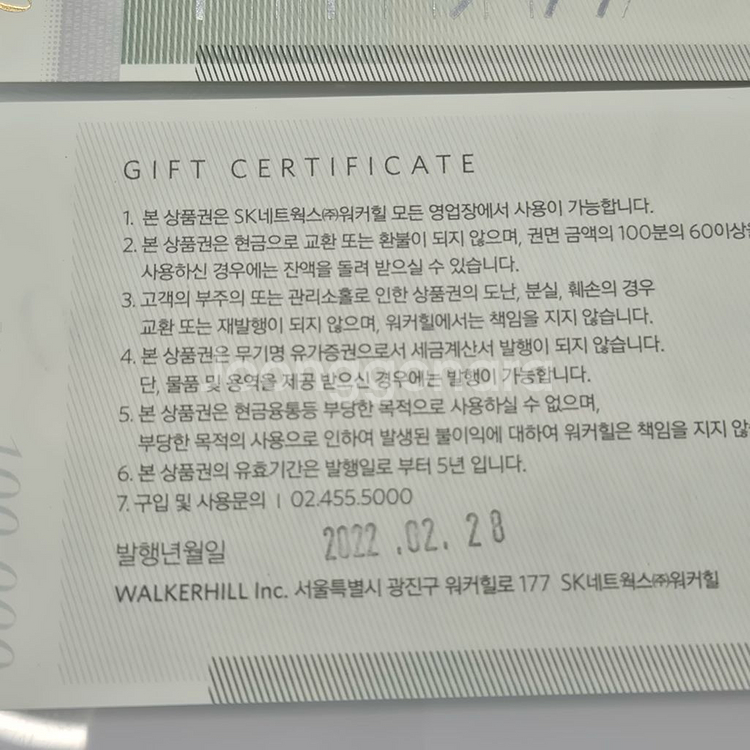 GIFT CERTIFICATE
1. 본 상품권은 SK네트웍스㈜워커힐 모든 영업장에서 사용이 가능합니다.
2. 본 상품권은 현금으로 교환 또는 환불이 되지 않으며, 권면 금액의 100분의 60이상을
사용하신 경우에는 잔액을 돌려 받으실 수 있습니다.
3. 고객의 부주의 또는 관리소홀로 인한 상품권의 도난, 분실, 훼손의 경우
교환 또는 재발행이 되지 않으며, 워커힐에서는 책임을 지지 않습니다.
4. 본 상품권은 무기명 유가증권으로서 세금계산서 발행이 되지 않습니다.
단, 물품 및 용역을 제공 받으신 경우에는 발행이 가능합니다.
5. 본 상품권은 현금융통등 부당한 목적으로 사용하실 수 없으며,
부당한 목적의 사용으로 인하여 발생된 불이익에 대하여 워커힐은 책임을 지지 않
6. 본 상품권의 유효기간은 발행일로 부터 5년 입니다.
7. 구입 및 사용문의 | 02.455.5000
발행년월일 2022.02.28
WALKERHILL Inc. 서울특별시 광진구 워커힐로 177 SK네트웍스㈜워커힐
100,000
joonggonara